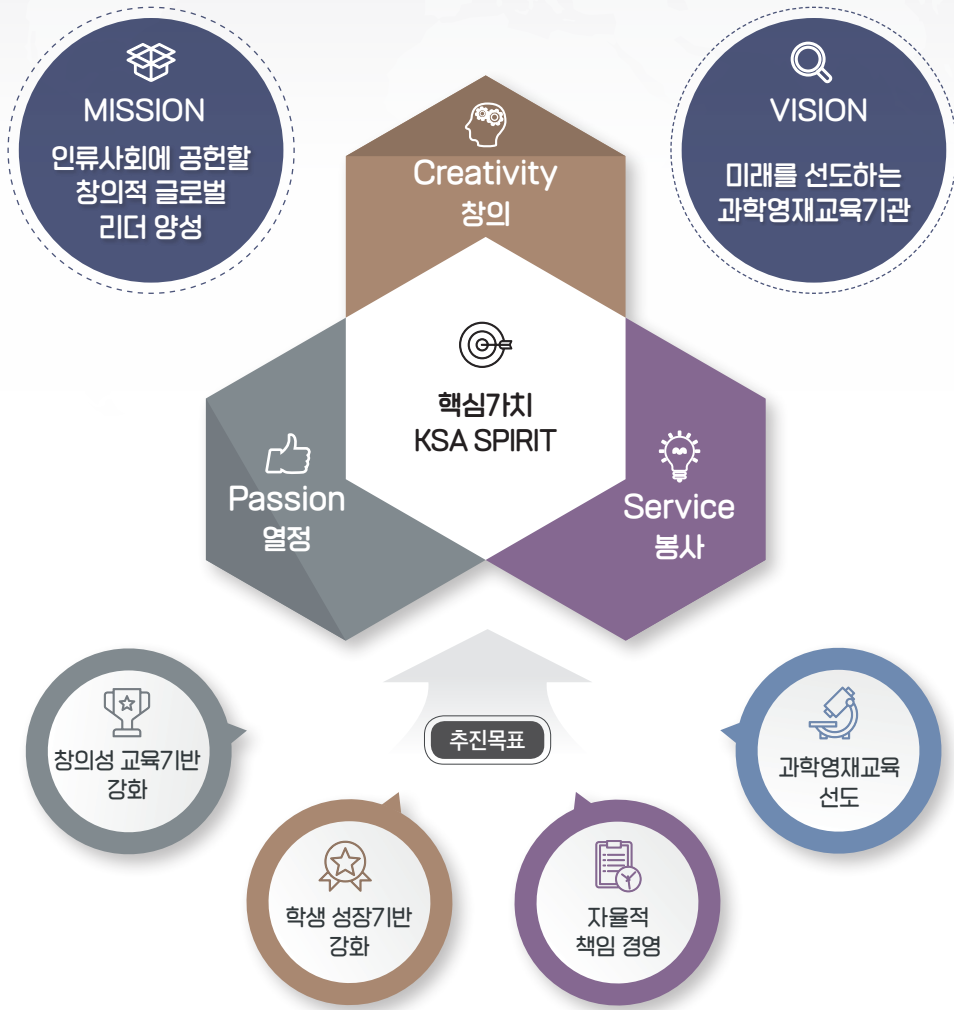 MISSION
인류사회에 공헌할
창의적 글로벌
리더 양성
VISION
미래를 선도하는
과학영재교육기관
Creativity
창의
핵심가치
KSA SPIRIT
Passion
열정
Service
봉사
추진목표
창의성 교육기반
강화
학생 성장기반
강화
자율적
책임 경영
과학영재교육
선도